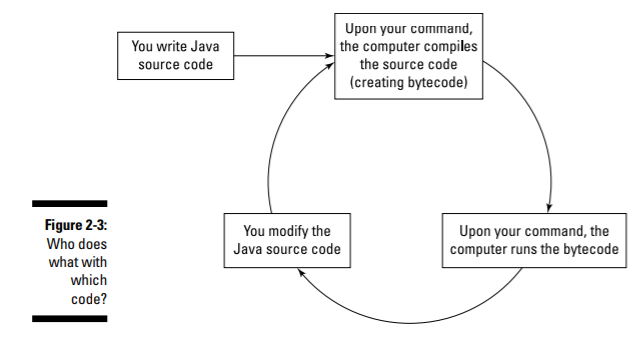 You write Java
source code
Upon your command,
the computer compiles
the source code
(creating bytecode)
You modify the
Java source code
Upon your command, the
computer runs the bytecode
Figure 2-3:
Who does
what with
which
code?